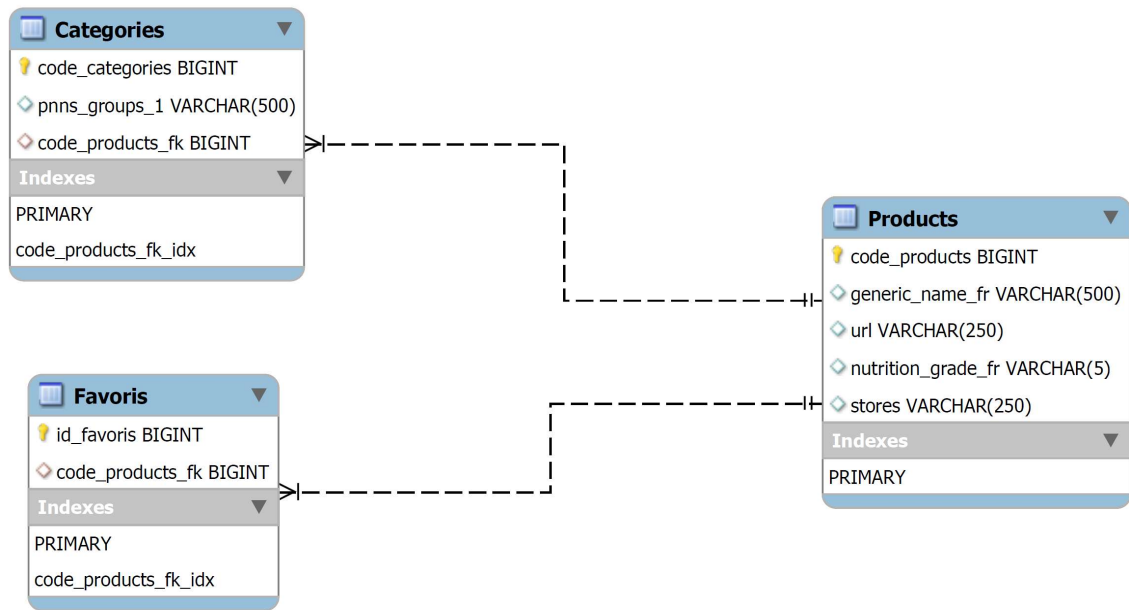 Categories
code_categories BIGINT
pnns_groups_1 VARCHAR(500)
code_products_fk BIGINT
Indexes
PRIMARY
code_products_fk_idx
Products
code_products BIGINT
generic_name_fr VARCHAR(500)
url VARCHAR(250)
nutrition_grade_fr VARCHAR(5)
stores VARCHAR(250)
Indexes
PRIMARY
Favoris
id_favoris BIGINT
code_products_fk BIGINT
Indexes
PRIMARY
code_products_fk_idx